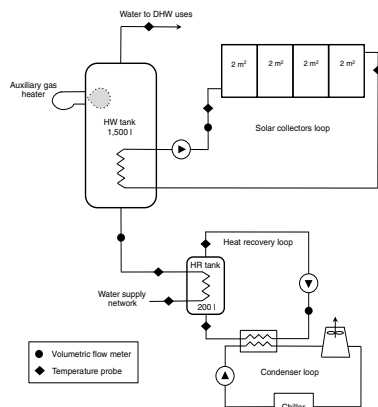 Water to DHW uses
2 m² 2 m² 2 m² 2 m²
Auxiliary gas
heater
HW tank
1,500 l
Solar collectors loop
Heat recovery loop
HR tank
Water supply
network
200 l
Volumetric flow meter
Temperature probe
Condenser loop
Chiller